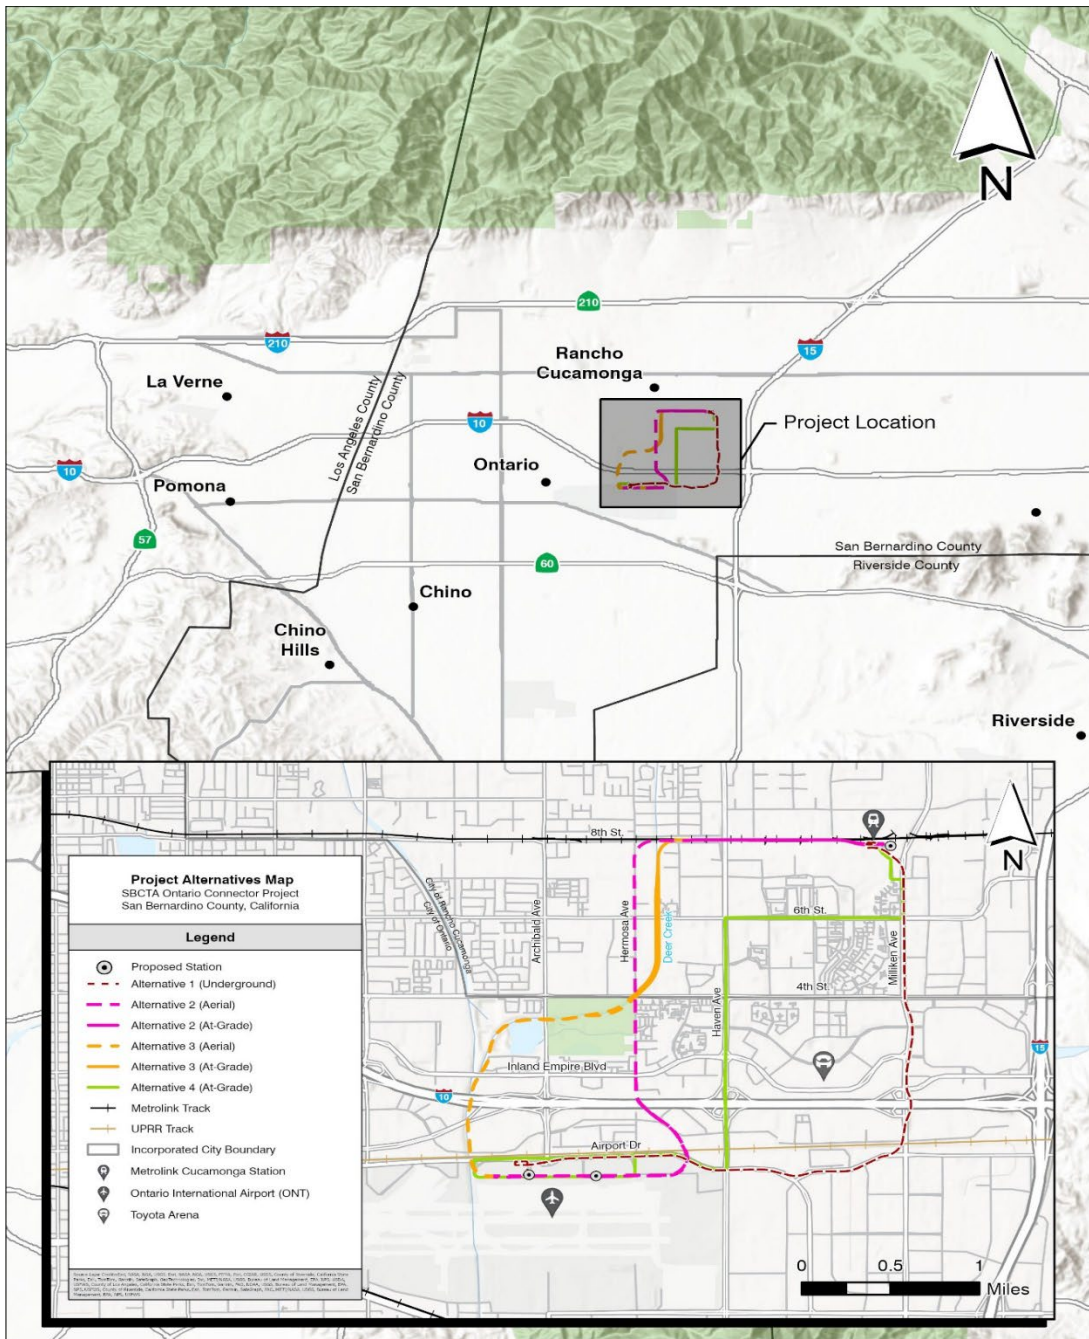 N
210
210
15
Rancho
Cucamonga
La Verne
Los Angeles County
San Bernardino County
10
Project Location
10
Ontario
Pomona
57
San Bernardino County
Riverside County
60
Chino
Chino
Hills
Riverside
8th St.
N
Project Alternatives Map
SBCTA Ontario Connector Project
San Bernardino County, California
Legend
Proposed Station
Alternative 1 (Underground)
Alternative 2 (Aerial)
Alternative 2 (At-Grade)
Alternative 3 (Aerial)
Alternative 3 (At-Grade)
Alternative 4 (At-Grade)
Metrolink Track
UPRR Track
Incorporated City Boundary
Metrolink Cucamonga Station
Ontario International Airport (ONT)
Toyota Arena
City of Rancho Cucamonga
City of Ontario
Archibald Ave
Hermosa Ave
Deer Creek
6th St.
Milliken Ave
4th St.
Haven Ave
Inland Empire Blvd
15
10
Airport Dr
0 0.5 1
Miles